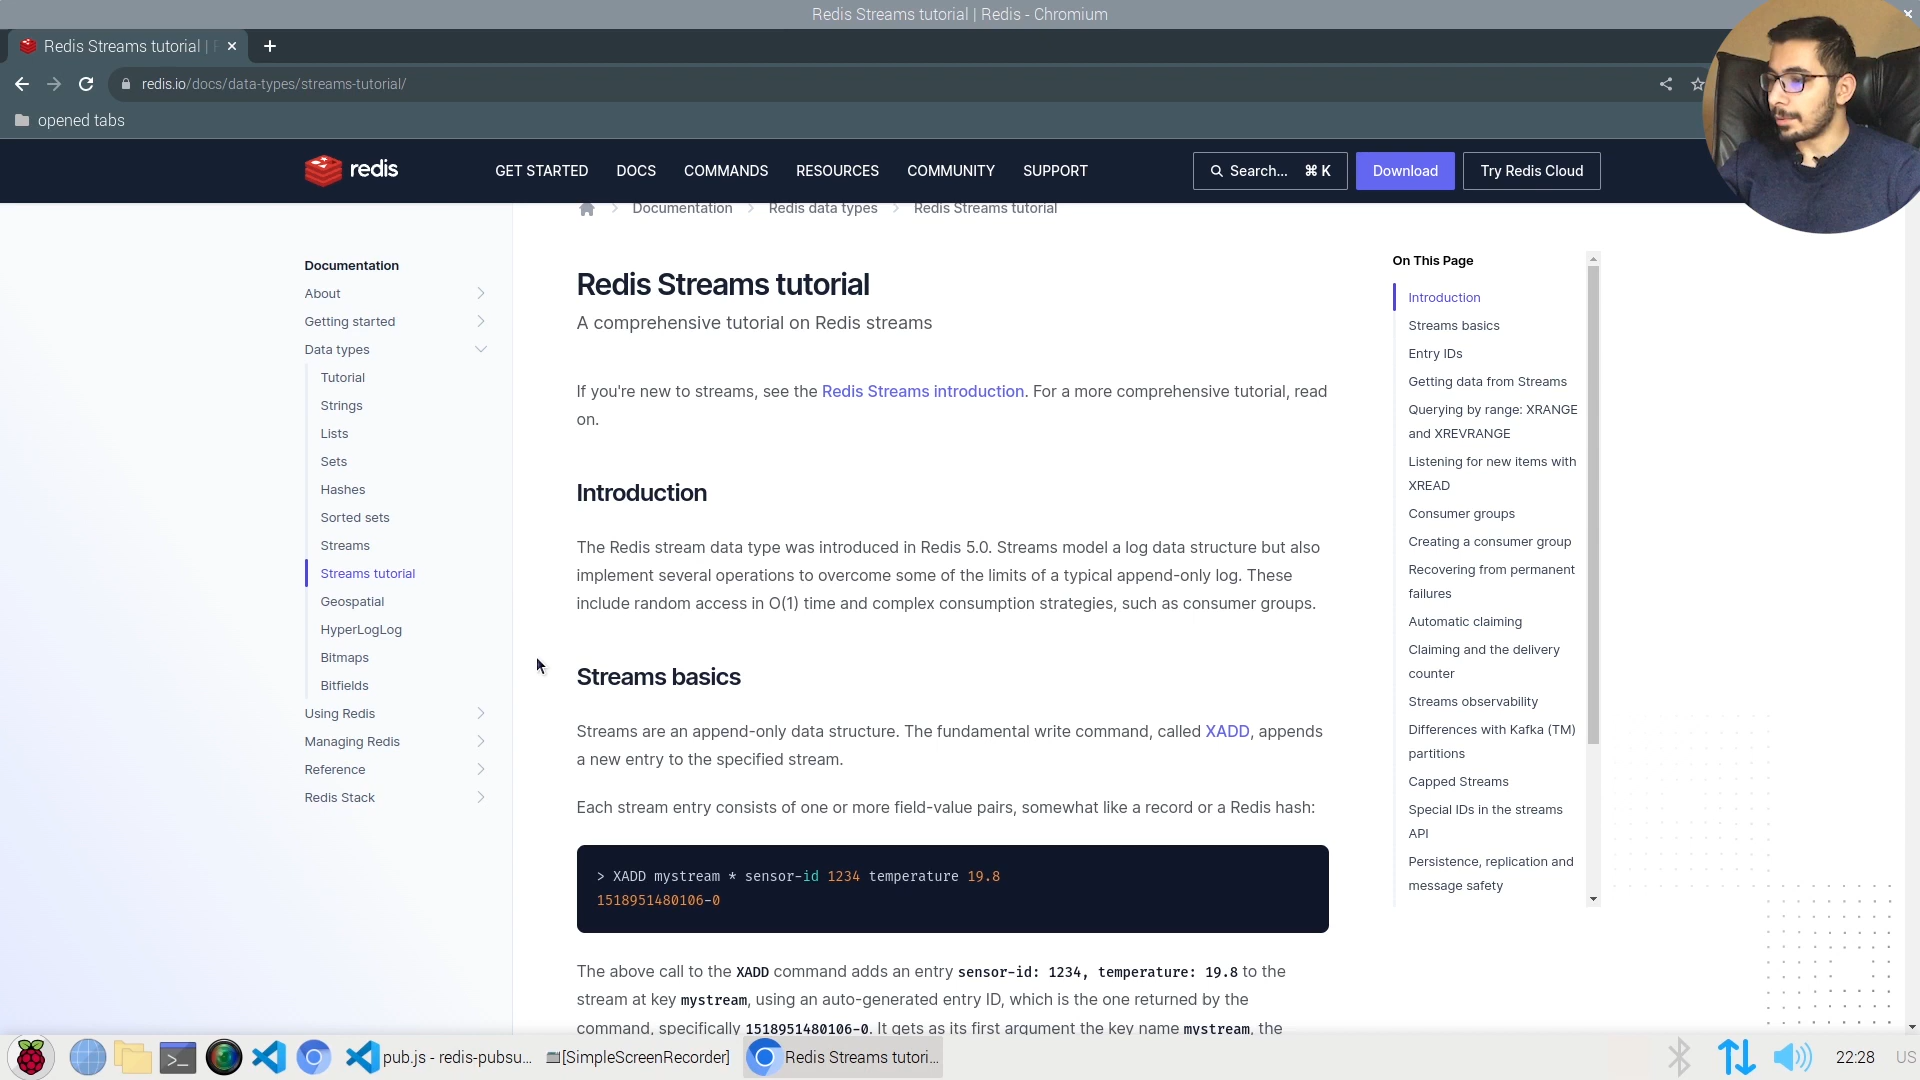 Redis Streams tutorial | Redis - Chromium
Redis Streams tutorial |
redis.io/docs/data-types/streams-tutorial/
opened tabs
redis
GET STARTED DOCS COMMANDS RESOURCES COMMUNITY SUPPORT
Search... ⌘ K
Download
Try Redis Cloud
Documentation > Redis data types > Redis Streams tutorial
Documentation
About
Getting started
Data types
Tutorial
Strings
Lists
Sets
Hashes
Sorted sets
Streams
Streams tutorial
Geospatial
HyperLogLog
Bitmaps
Bitfields
Using Redis
Managing Redis
Reference
Redis Stack
Redis Streams tutorial
A comprehensive tutorial on Redis streams
If you're new to streams, see the Redis Streams introduction. For a more comprehensive tutorial, read
on.
Introduction
The Redis stream data type was introduced in Redis 5.0. Streams model a log data structure but also
implement several operations to overcome some of the limits of a typical append-only log. These
include random access in O(1) time and complex consumption strategies, such as consumer groups.
Streams basics
Streams are an append-only data structure. The fundamental write command, called XADD, appends
a new entry to the specified stream.
Each stream entry consists of one or more field-value pairs, somewhat like a record or a Redis hash:
> XADD mystream * sensor-id 1234 temperature 19.8
1518951480106-0
The above call to the XADD command adds an entry sensor-id: 1234, temperature: 19.8 to the
stream at key mystream, using an auto-generated entry ID, which is the one returned by the
command, specifically 1518951480106-0. It gets as its first argument the key name mystream, the
On This Page
Introduction
Streams basics
Entry IDs
Getting data from Streams
Querying by range: XRANGE
and XREVRANGE
Listening for new items with
XREAD
Consumer groups
Creating a consumer group
Recovering from permanent
failures
Automatic claiming
Claiming and the delivery
counter
Streams observability
Differences with Kafka (TM)
partitions
Capped Streams
Special IDs in the streams
API
Persistence, replication and
message safety
pub.js - redis-pubsu...
[SimpleScreenRecorder]
Redis Streams tutori...
22:28
US